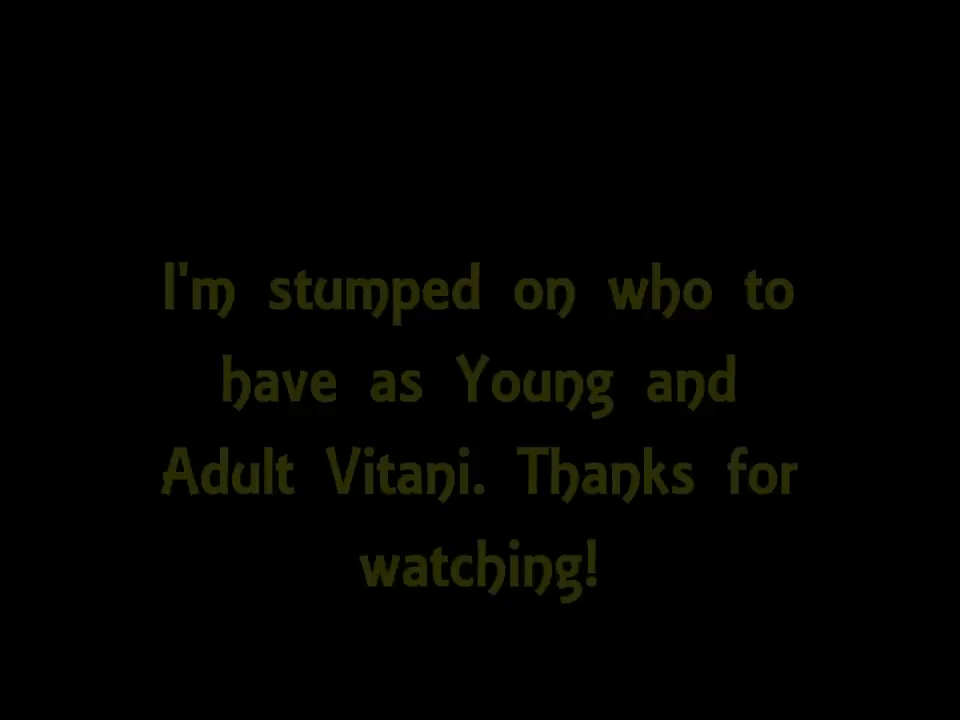 I'm stumped on who to
have as Young and
Adult Vitani. Thanks for
watching!